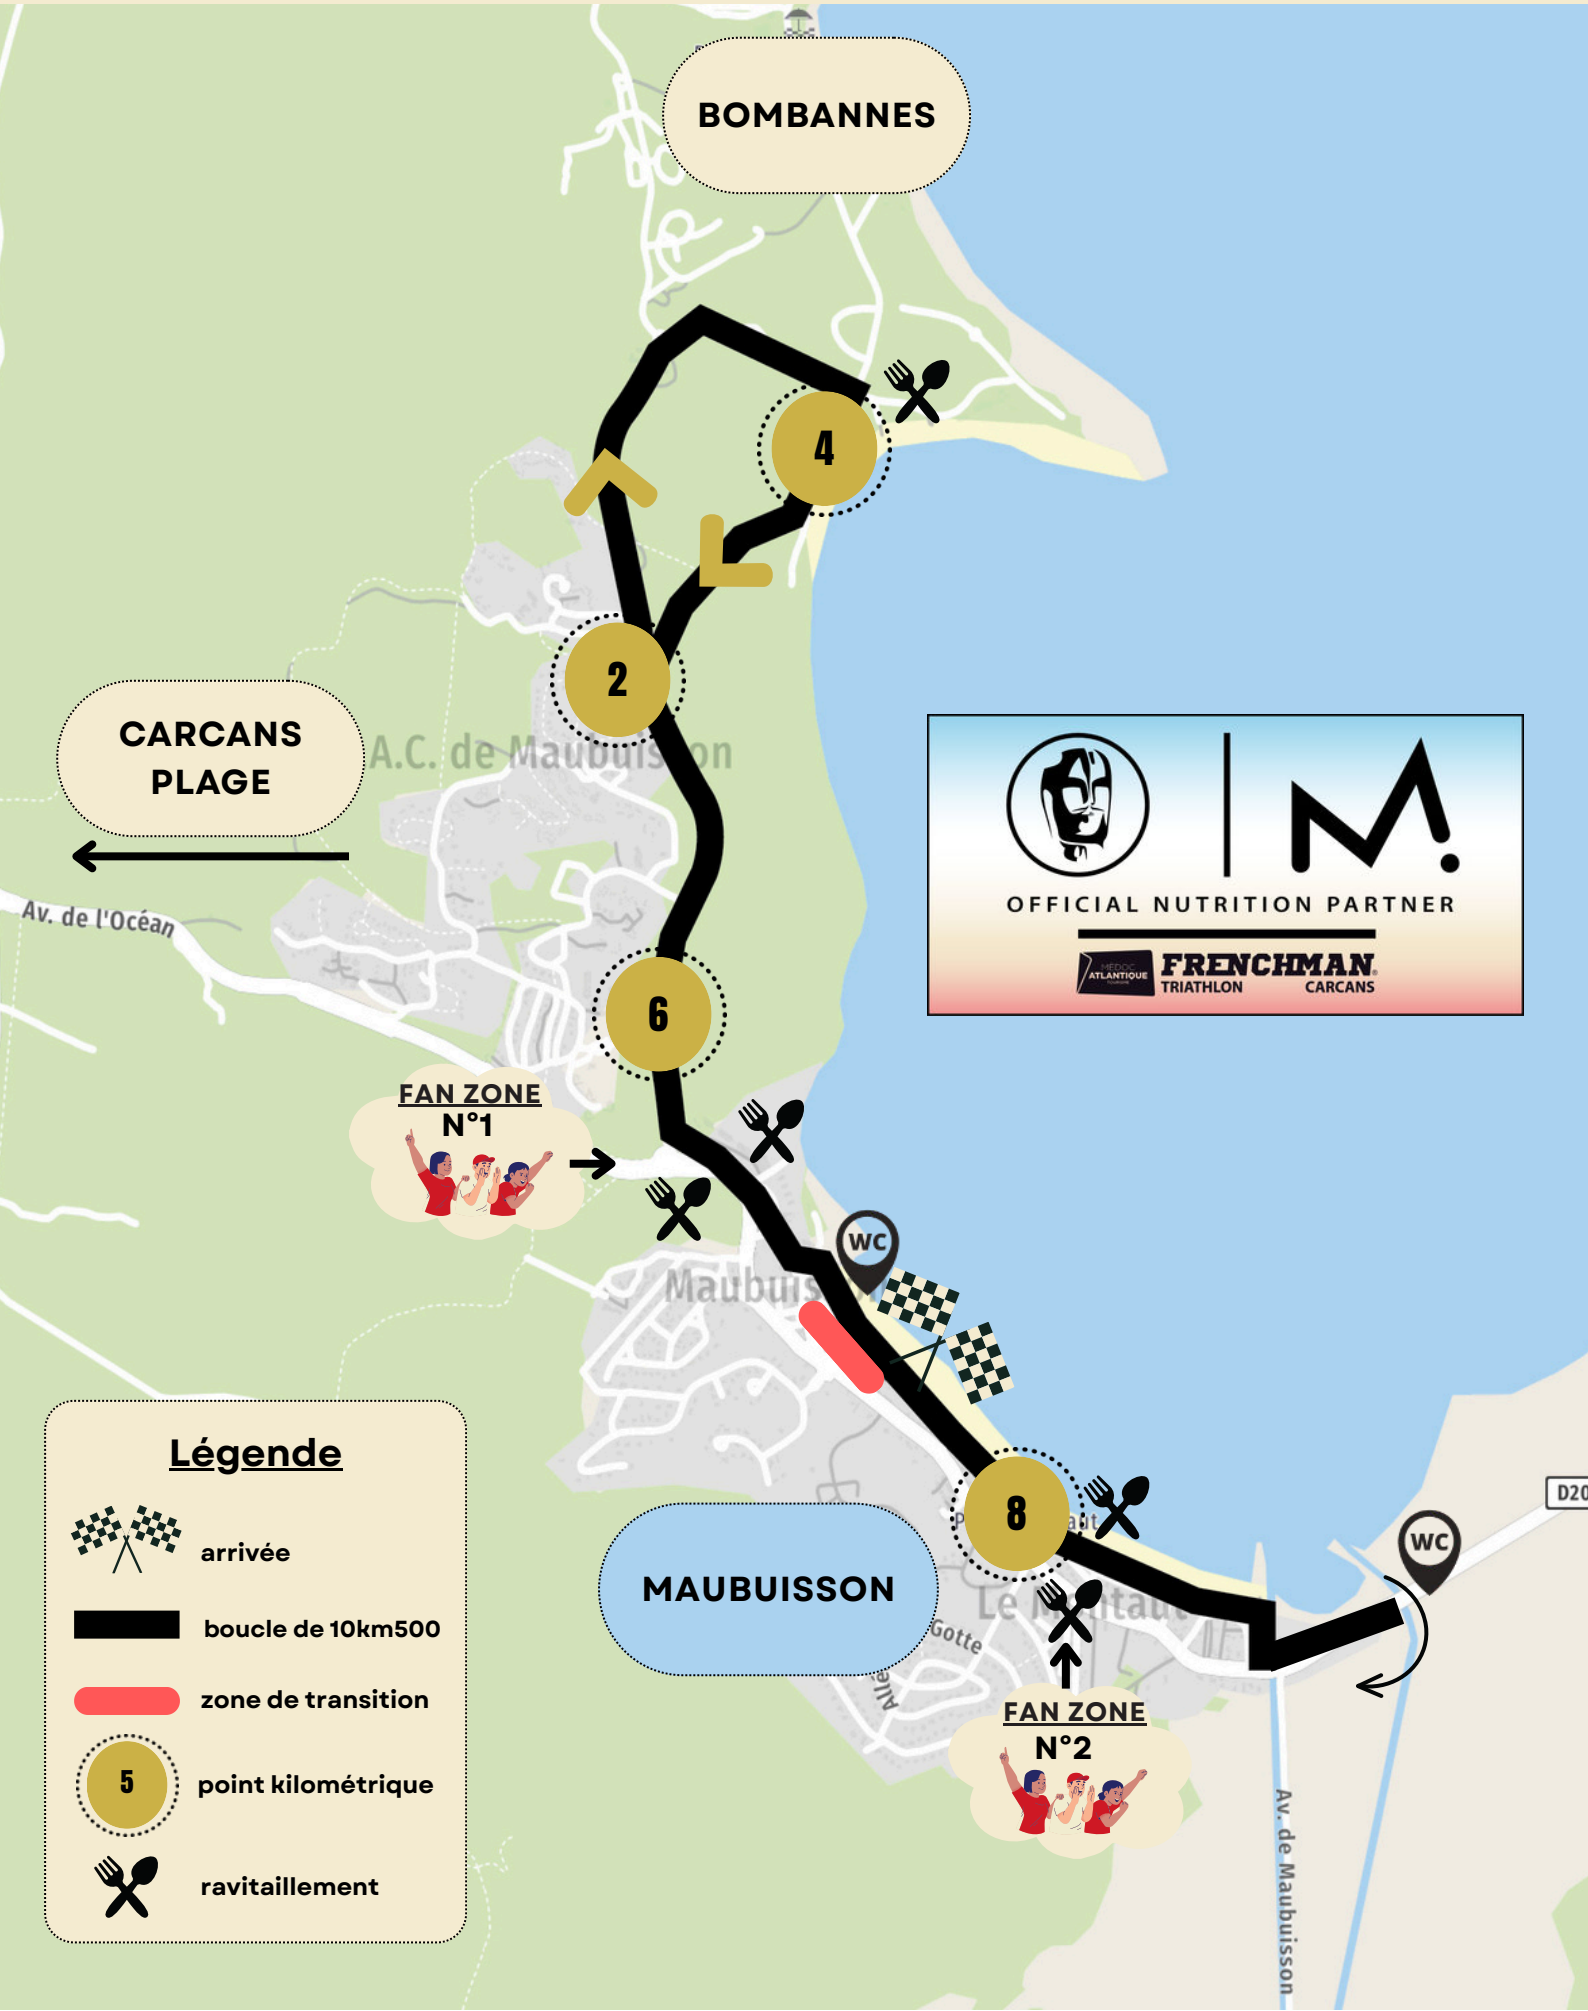 BOMBANNES
4
2
CARCANS
PLAGE
A.C. de Maubuisson
OFFICIAL NUTRITION PARTNER
MÉDOC
ATLANTIQUE
FRENCHMAN
TRIATHLON CARCANS
Av. de l'Océan
6
FAN ZONE
N°1
WC
Maubuisson
8
WC
D20
MAUBUISSON
Le Montaut
Gotte
FAN ZONE
N°2
Av. de Maubuisson
Légende
arrivée
boucle de 10km500
zone de transition
5
point kilométrique
ravitaillement